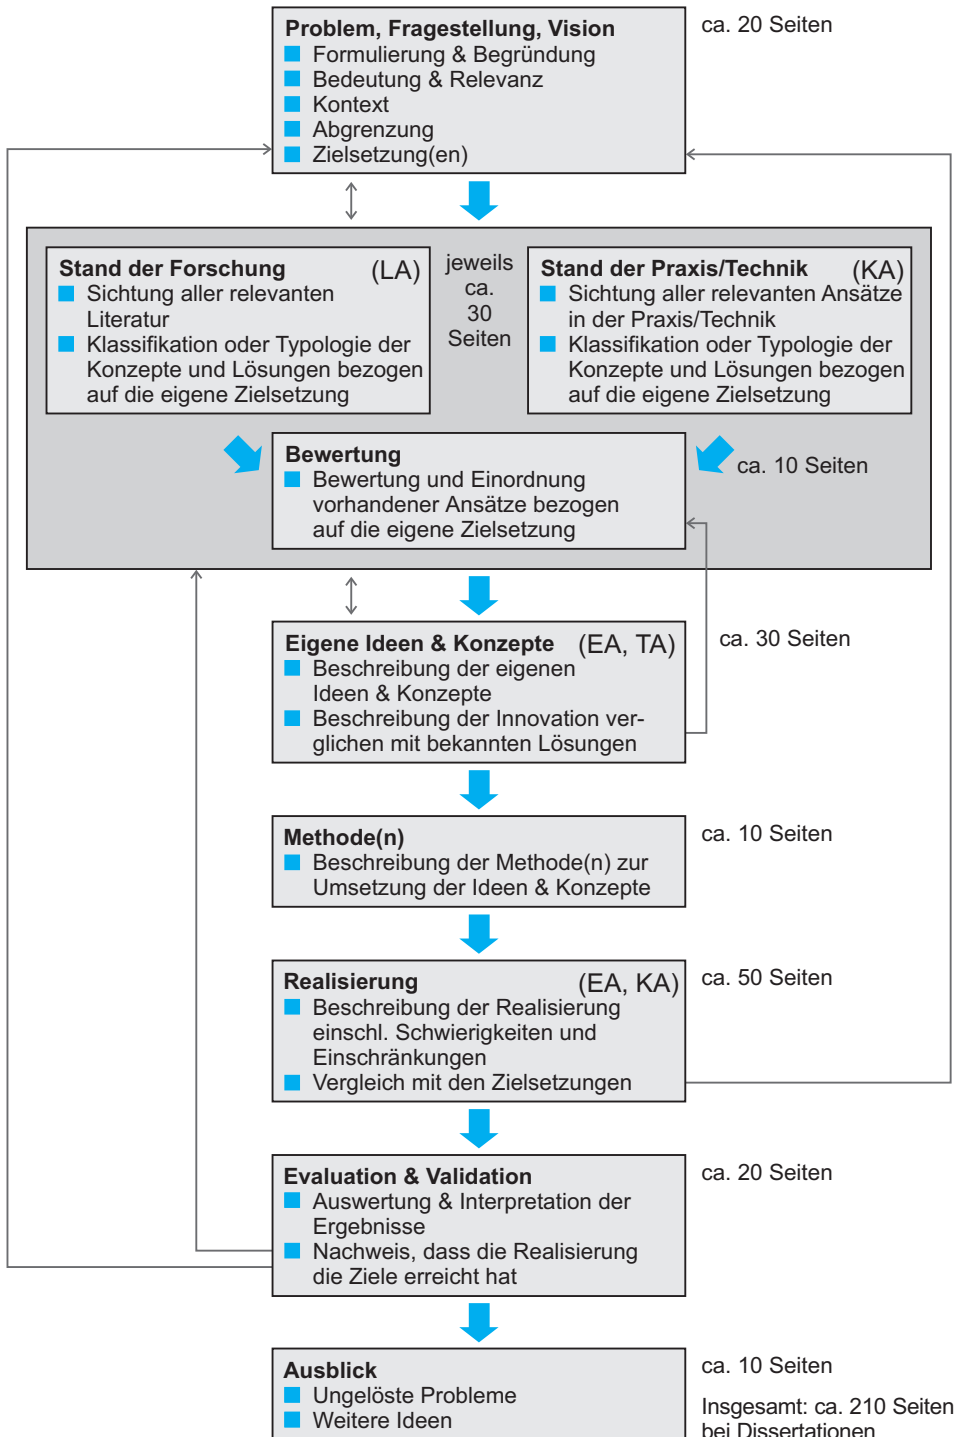 Problem, Fragestellung, Vision
Formulierung & Begründung
Bedeutung & Relevanz
Kontext
Abgrenzung
Zielsetzung(en)
ca. 20 Seiten
Stand der Forschung (LA)
Sichtung aller relevanten
Literatur
Klassifikation oder Typologie der
Konzepte und Lösungen bezogen
auf die eigene Zielsetzung
jeweils
ca.
30
Seiten
Stand der Praxis/Technik (KA)
Sichtung aller relevanten Ansätze
in der Praxis/Technik
Klassifikation oder Typologie der
Konzepte und Lösungen bezogen
auf die eigene Zielsetzung
Bewertung
Bewertung und Einordnung
vorhandener Ansätze bezogen
auf die eigene Zielsetzung
ca. 10 Seiten
Eigene Ideen & Konzepte (EA, TA)
Beschreibung der eigenen
Ideen & Konzepte
Beschreibung der Innovation ver-
glichen mit bekannten Lösungen
ca. 30 Seiten
Methode(n)
Beschreibung der Methode(n) zur
Umsetzung der Ideen & Konzepte
ca. 10 Seiten
Realisierung (EA, KA)
Beschreibung der Realisierung
einschl. Schwierigkeiten und
Einschränkungen
Vergleich mit den Zielsetzungen
ca. 50 Seiten
Evaluation & Validation
Auswertung & Interpretation der
Ergebnisse
Nachweis, dass die Realisierung
die Ziele erreicht hat
ca. 20 Seiten
Ausblick
Ungelöste Probleme
Weitere Ideen
ca. 10 Seiten
Insgesamt: ca. 210 Seiten
bei Dissertationen